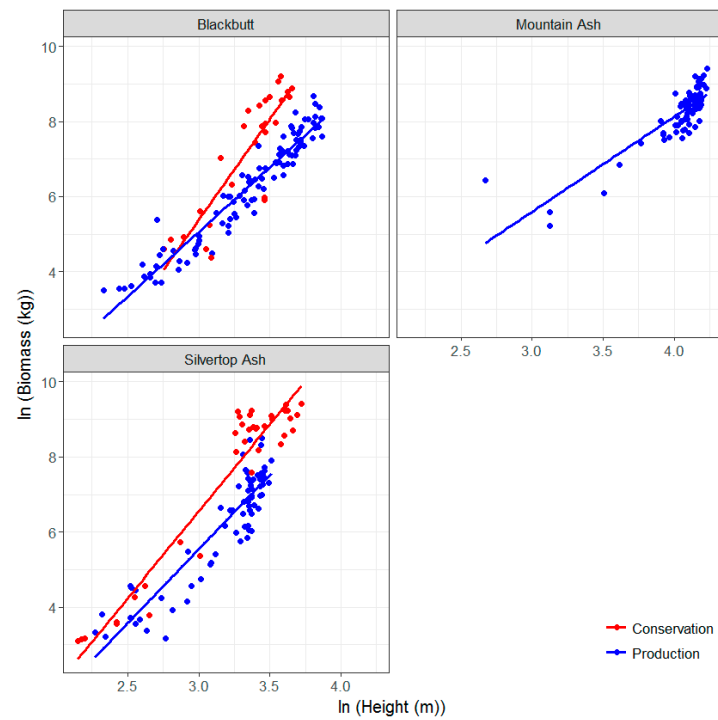 Blackbutt
Mountain Ash
10
8
6
4
2.5 3.0 3.5 4.0
Silvertop Ash
10
8
6
4
2.5 3.0 3.5 4.0
ln (Biomass (kg))
ln (Height (m))
Conservation
Production